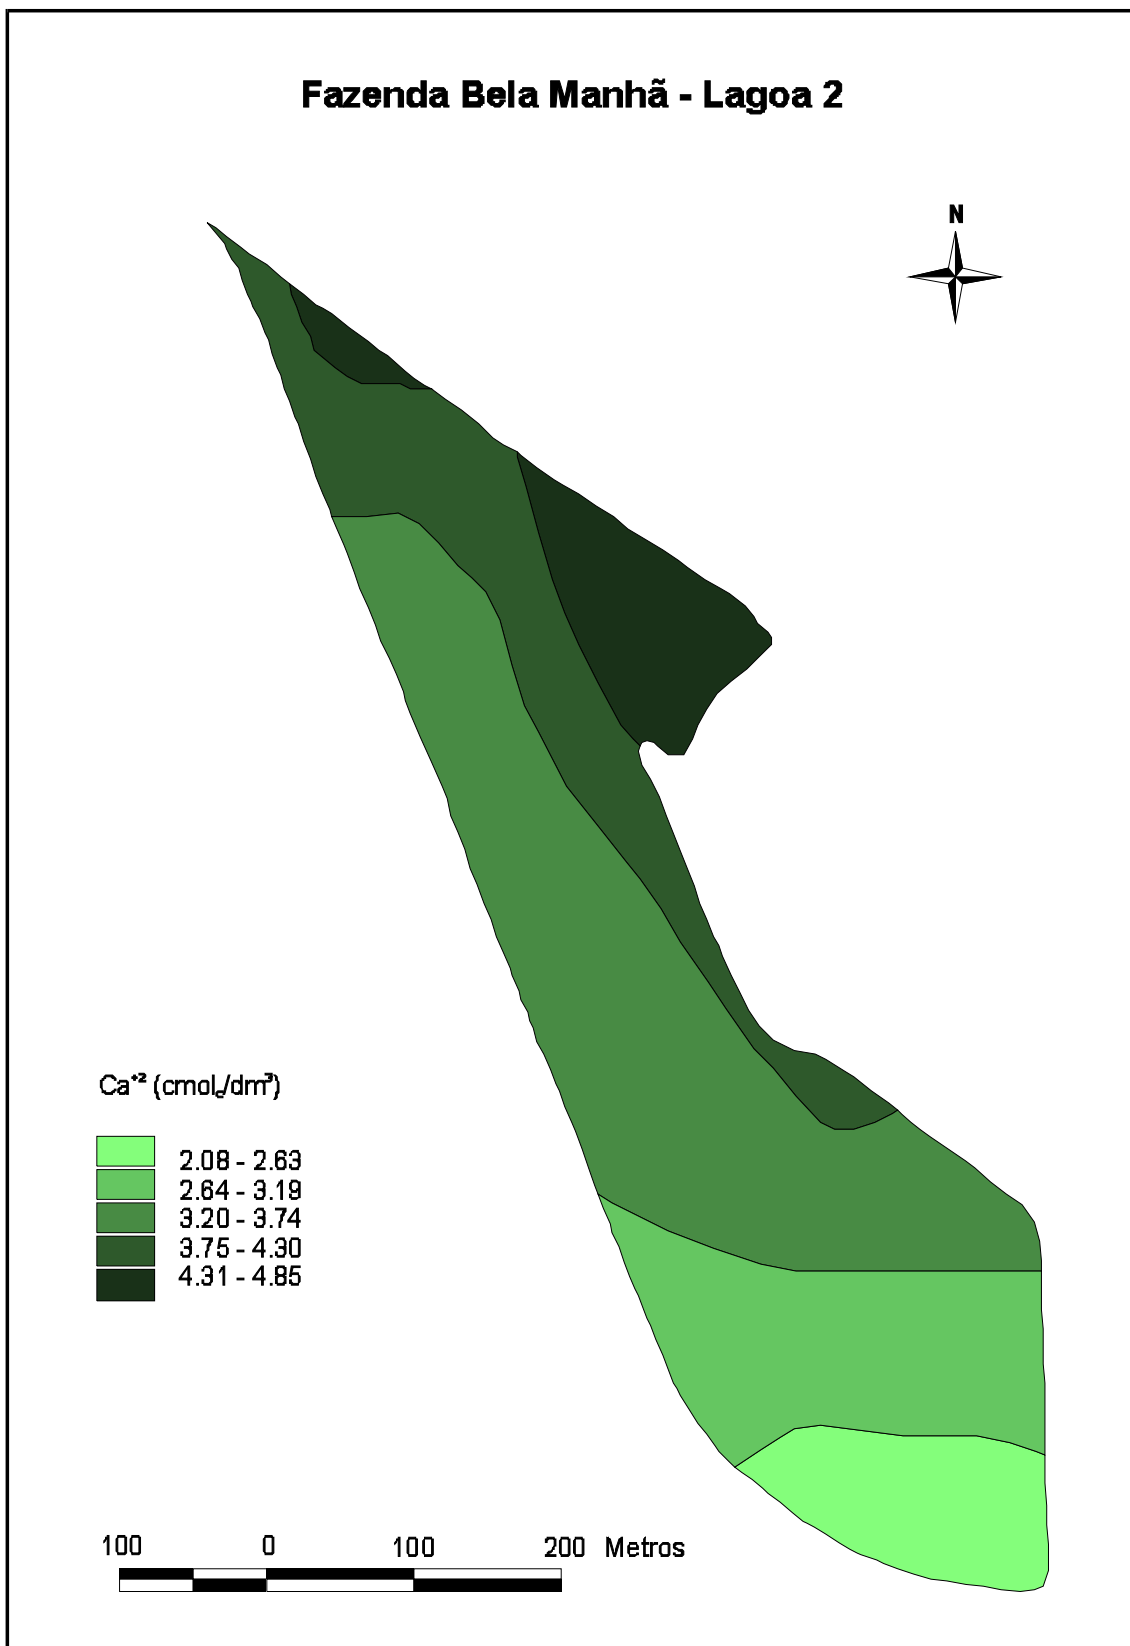 Fazenda Bela Manhã - Lagoa 2
N
Ca⁺² (cmol꜀/dm³)
2.08 - 2.63
2.64 - 3.19
3.20 - 3.74
3.75 - 4.30
4.31 - 4.85
100 0 100 200 Metros